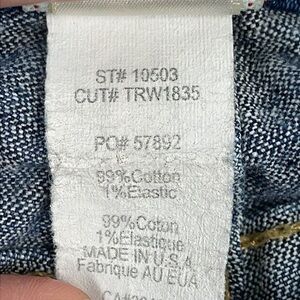 ST# 10503
CUT# TRW1835
PO# 57892
99%Cotton
1%Elastic
99%Coton
1%Elastique
MADE IN U.S.A
Fabrique AU EUA